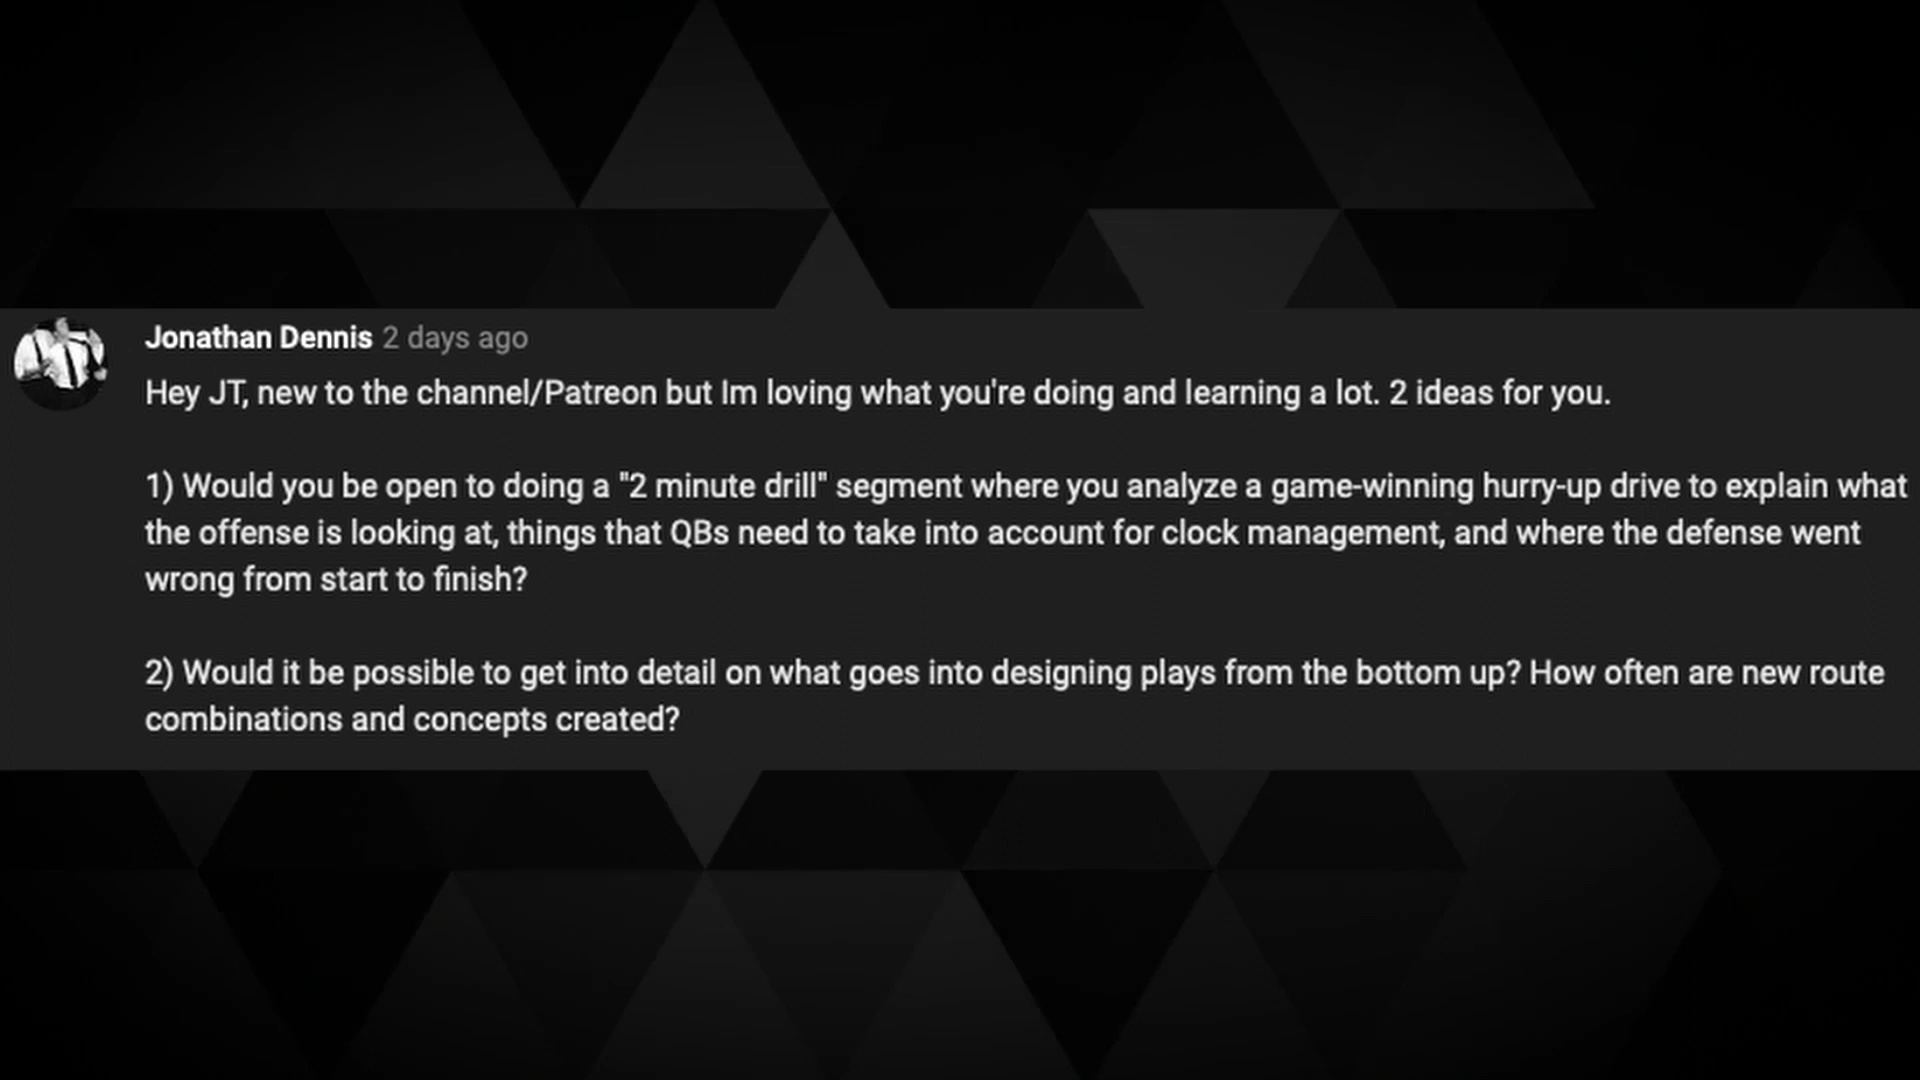 Jonathan Dennis 2 days ago
Hey JT, new to the channel/Patreon but Im loving what you're doing and learning a lot. 2 ideas for you.
1) Would you be open to doing a "2 minute drill" segment where you analyze a game-winning hurry-up drive to explain what
the offense is looking at, things that QBs need to take into account for clock management, and where the defense went
wrong from start to finish?
2) Would it be possible to get into detail on what goes into designing plays from the bottom up? How often are new route
combinations and concepts created?